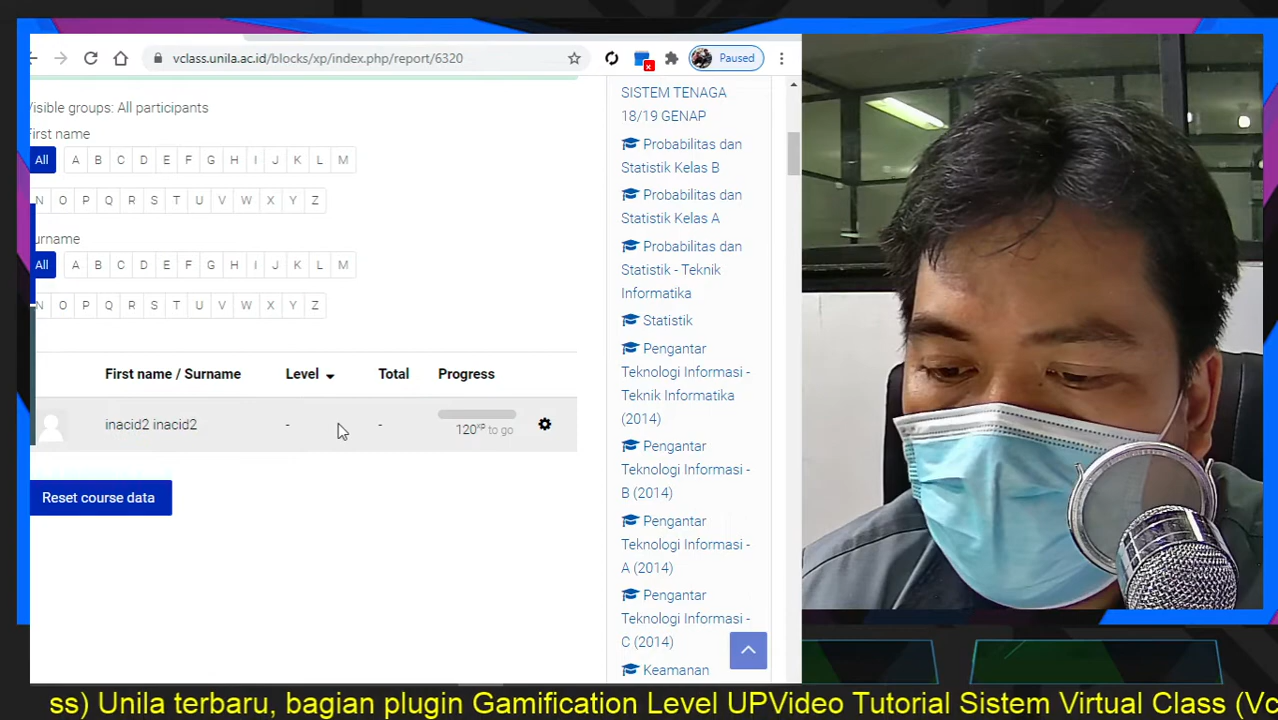 vclass.unila.ac.id/blocks/xp/index.php/report/6320
Paused
Visible groups: All participants
First name
All A B C D E F G H I J K L M
N O P Q R S T U V W X Y Z
Surname
All A B C D E F G H I J K L M
N O P Q R S T U V W X Y Z
First name / Surname Level Total Progress
inacid2 inacid2 - - 120xp to go
Reset course data
SISTEM TENAGA
18/19 GENAP
Probabilitas dan
Statistik Kelas B
Probabilitas dan
Statistik Kelas A
Probabilitas dan
Statistik - Teknik
Informatika
Statistik
Pengantar
Teknologi Informasi -
Teknik Informatika
(2014)
Pengantar
Teknologi Informasi -
B (2014)
Pengantar
Teknologi Informasi -
A (2014)
Pengantar
Teknologi Informasi -
C (2014)
Keamanan
ss) Unila terbaru, bagian plugin Gamification Level UPVideo Tutorial Sistem Virtual Class (Vc